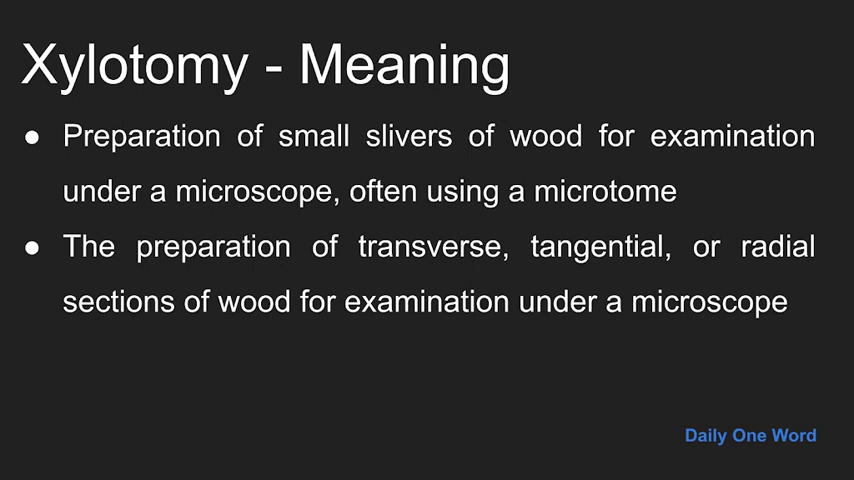 Xylotomy - Meaning
● Preparation of small slivers of wood for examination
under a microscope, often using a microtome
● The preparation of transverse, tangential, or radial
sections of wood for examination under a microscope
Daily One Word